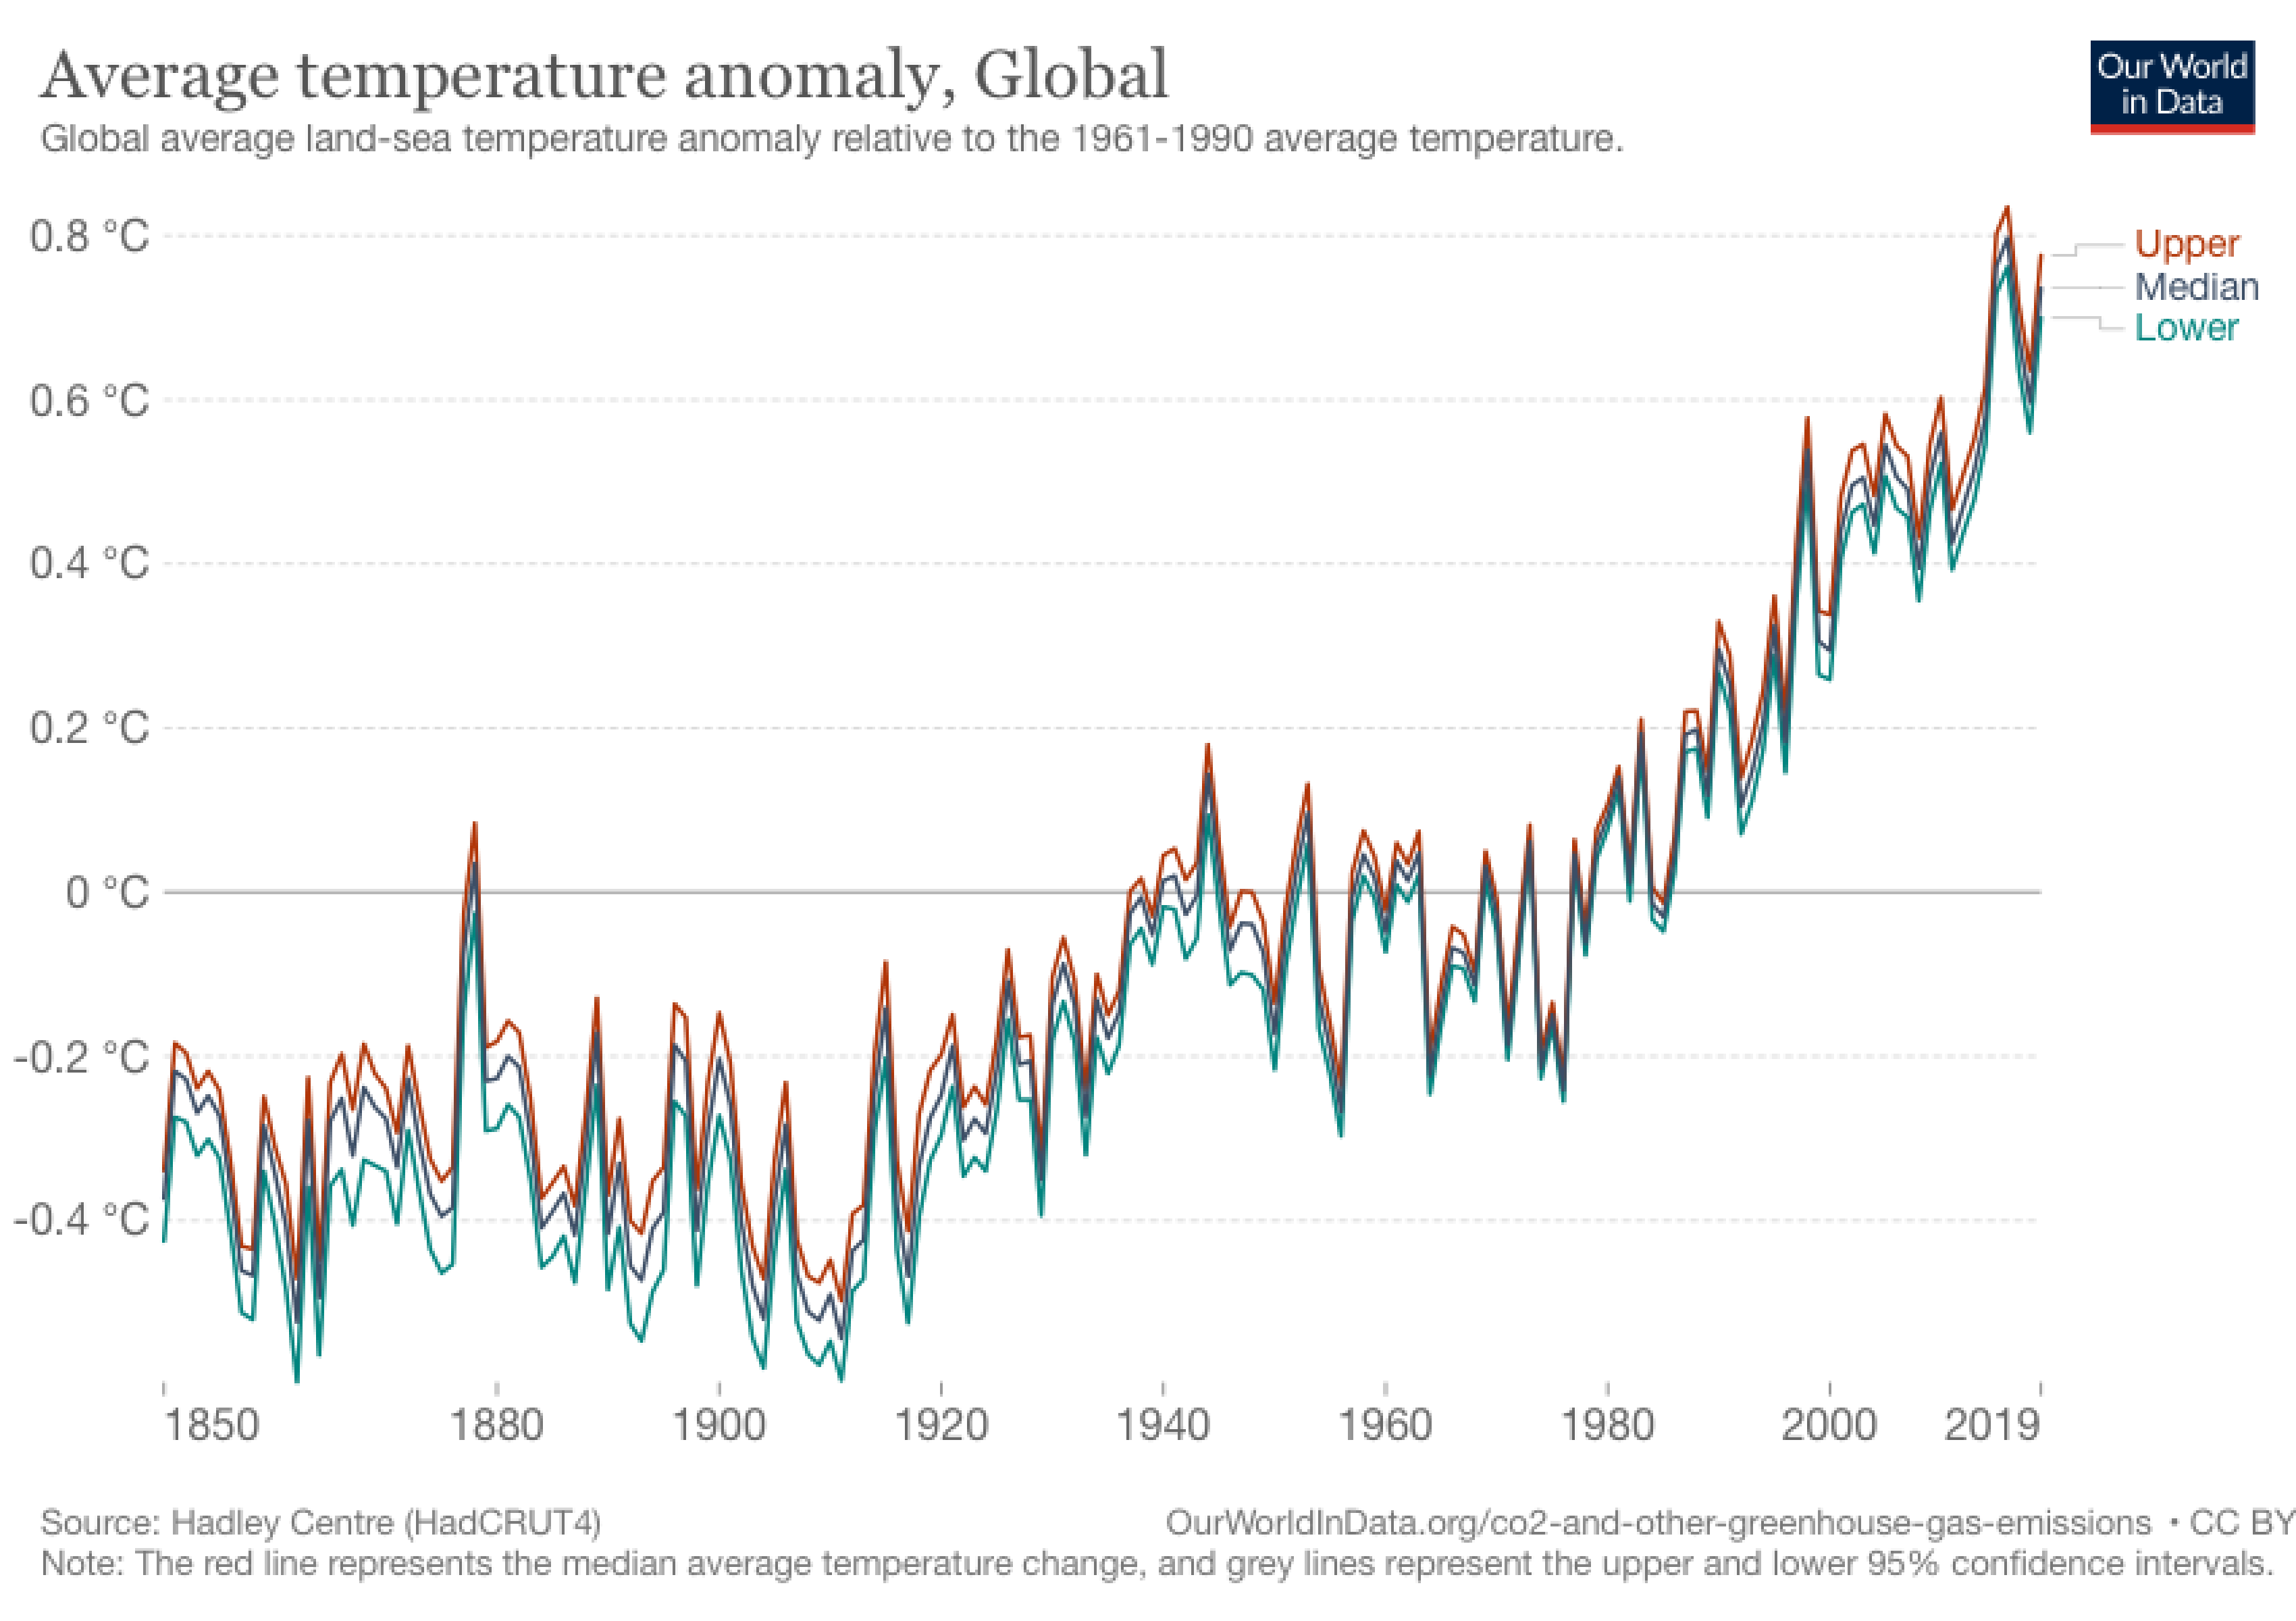 Average temperature anomaly, Global
Our World
in Data
Global average land-sea temperature anomaly relative to the 1961-1990 average temperature.
0.8 °C
Upper
Median
Lower
0.6 °C
0.4 °C
0.2 °C
0 °C
-0.2 °C
-0.4 °C
1850 1880 1900 1920 1940 1960 1980 2000 2019
Source: Hadley Centre (HadCRUT4) OurWorldInData.org/co2-and-other-greenhouse-gas-emissions • CC BY
Note: The red line represents the median average temperature change, and grey lines represent the upper and lower 95% confidence intervals.